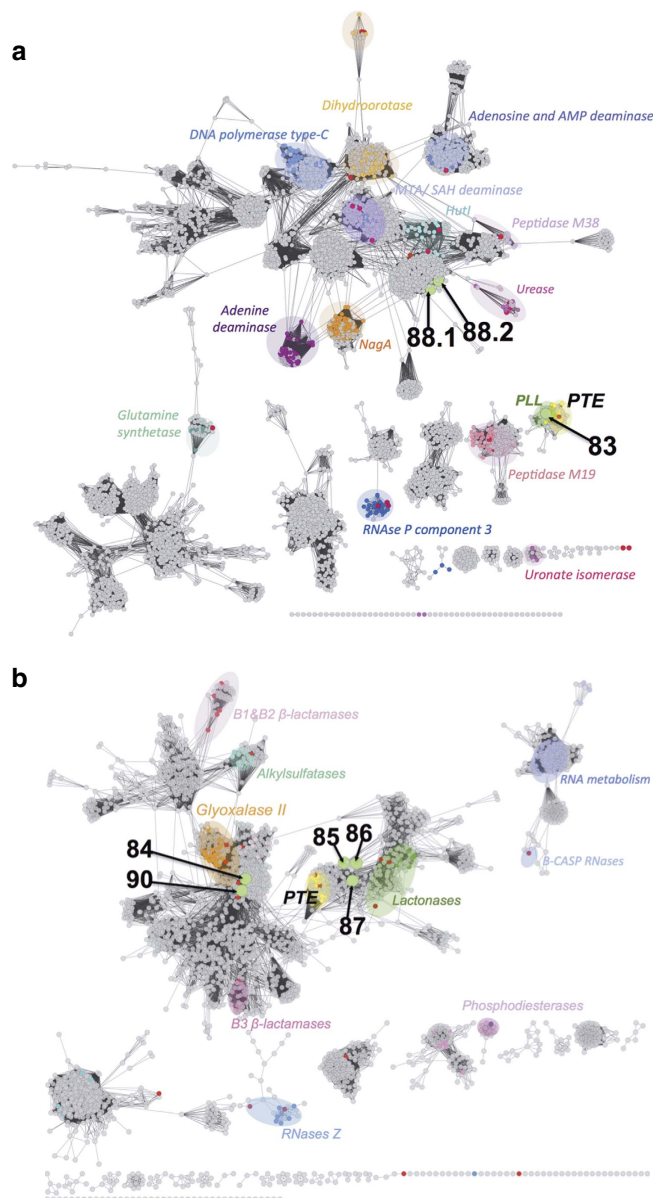 a
Dihydroorotase
Adenosine and AMP deaminase
DNA polymerase type-C
MTA/ SAH deaminase
HutI
Peptidase M38
Urease
Adenine
deaminase
NagA
88.1
88.2
Glutamine
synthetase
PLL
PTE
83
Peptidase M19
RNAse P component 3
Uronate isomerase
b
B1&B2 β-lactamases
Alkylsulfatases
RNA metabolism
Glyoxalase II
84
85
86
B-CASP RNases
90
PTE
87
Lactonases
B3 β-lactamases
Phosphodiesterases
RNases Z